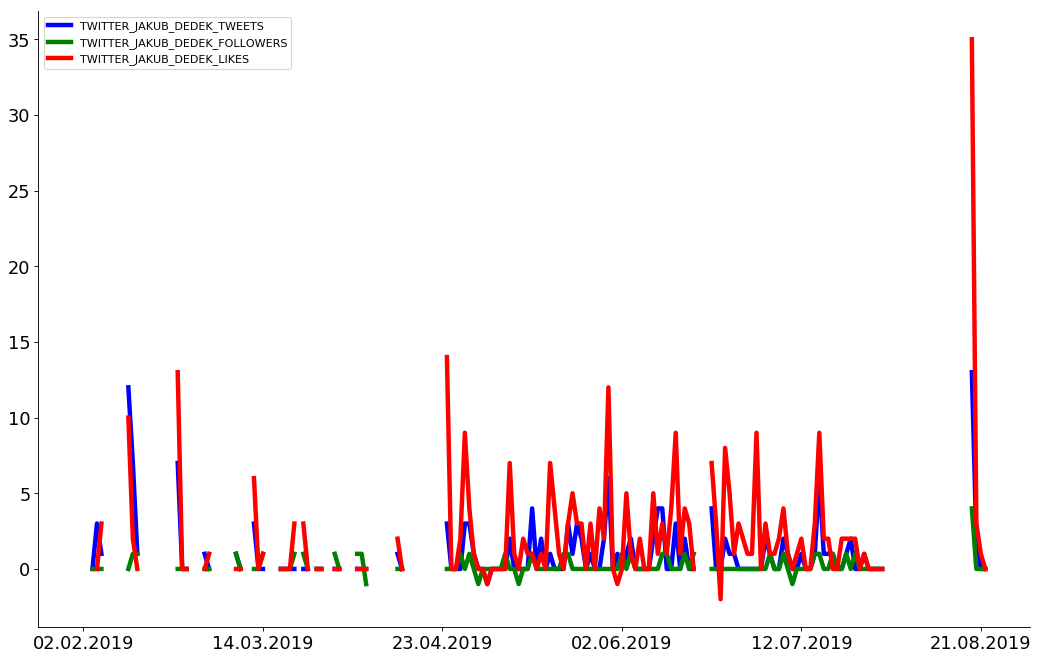 TWITTER_JAKUB_DEDEK_TWEETS
TWITTER_JAKUB_DEDEK_FOLLOWERS
TWITTER_JAKUB_DEDEK_LIKES
35
30
25
20
15
10
5
0
02.02.2019 14.03.2019 23.04.2019 02.06.2019 12.07.2019 21.08.2019